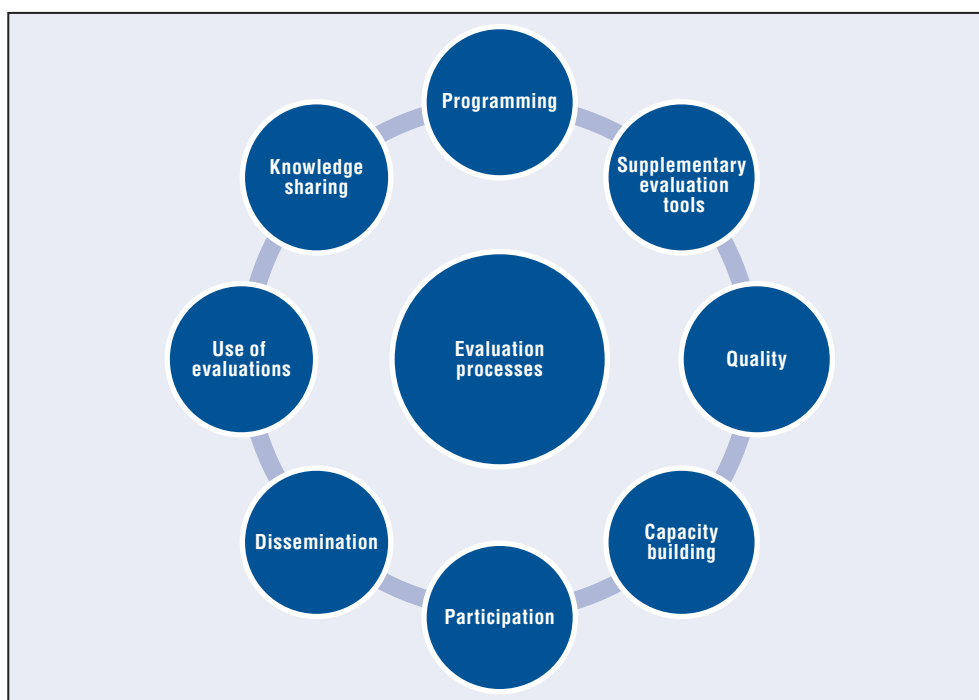 Programming
Supplementary
evaluation
tools
Quality
Capacity
building
Participation
Dissemination
Use of
evaluations
Knowledge
sharing
Evaluation
processes